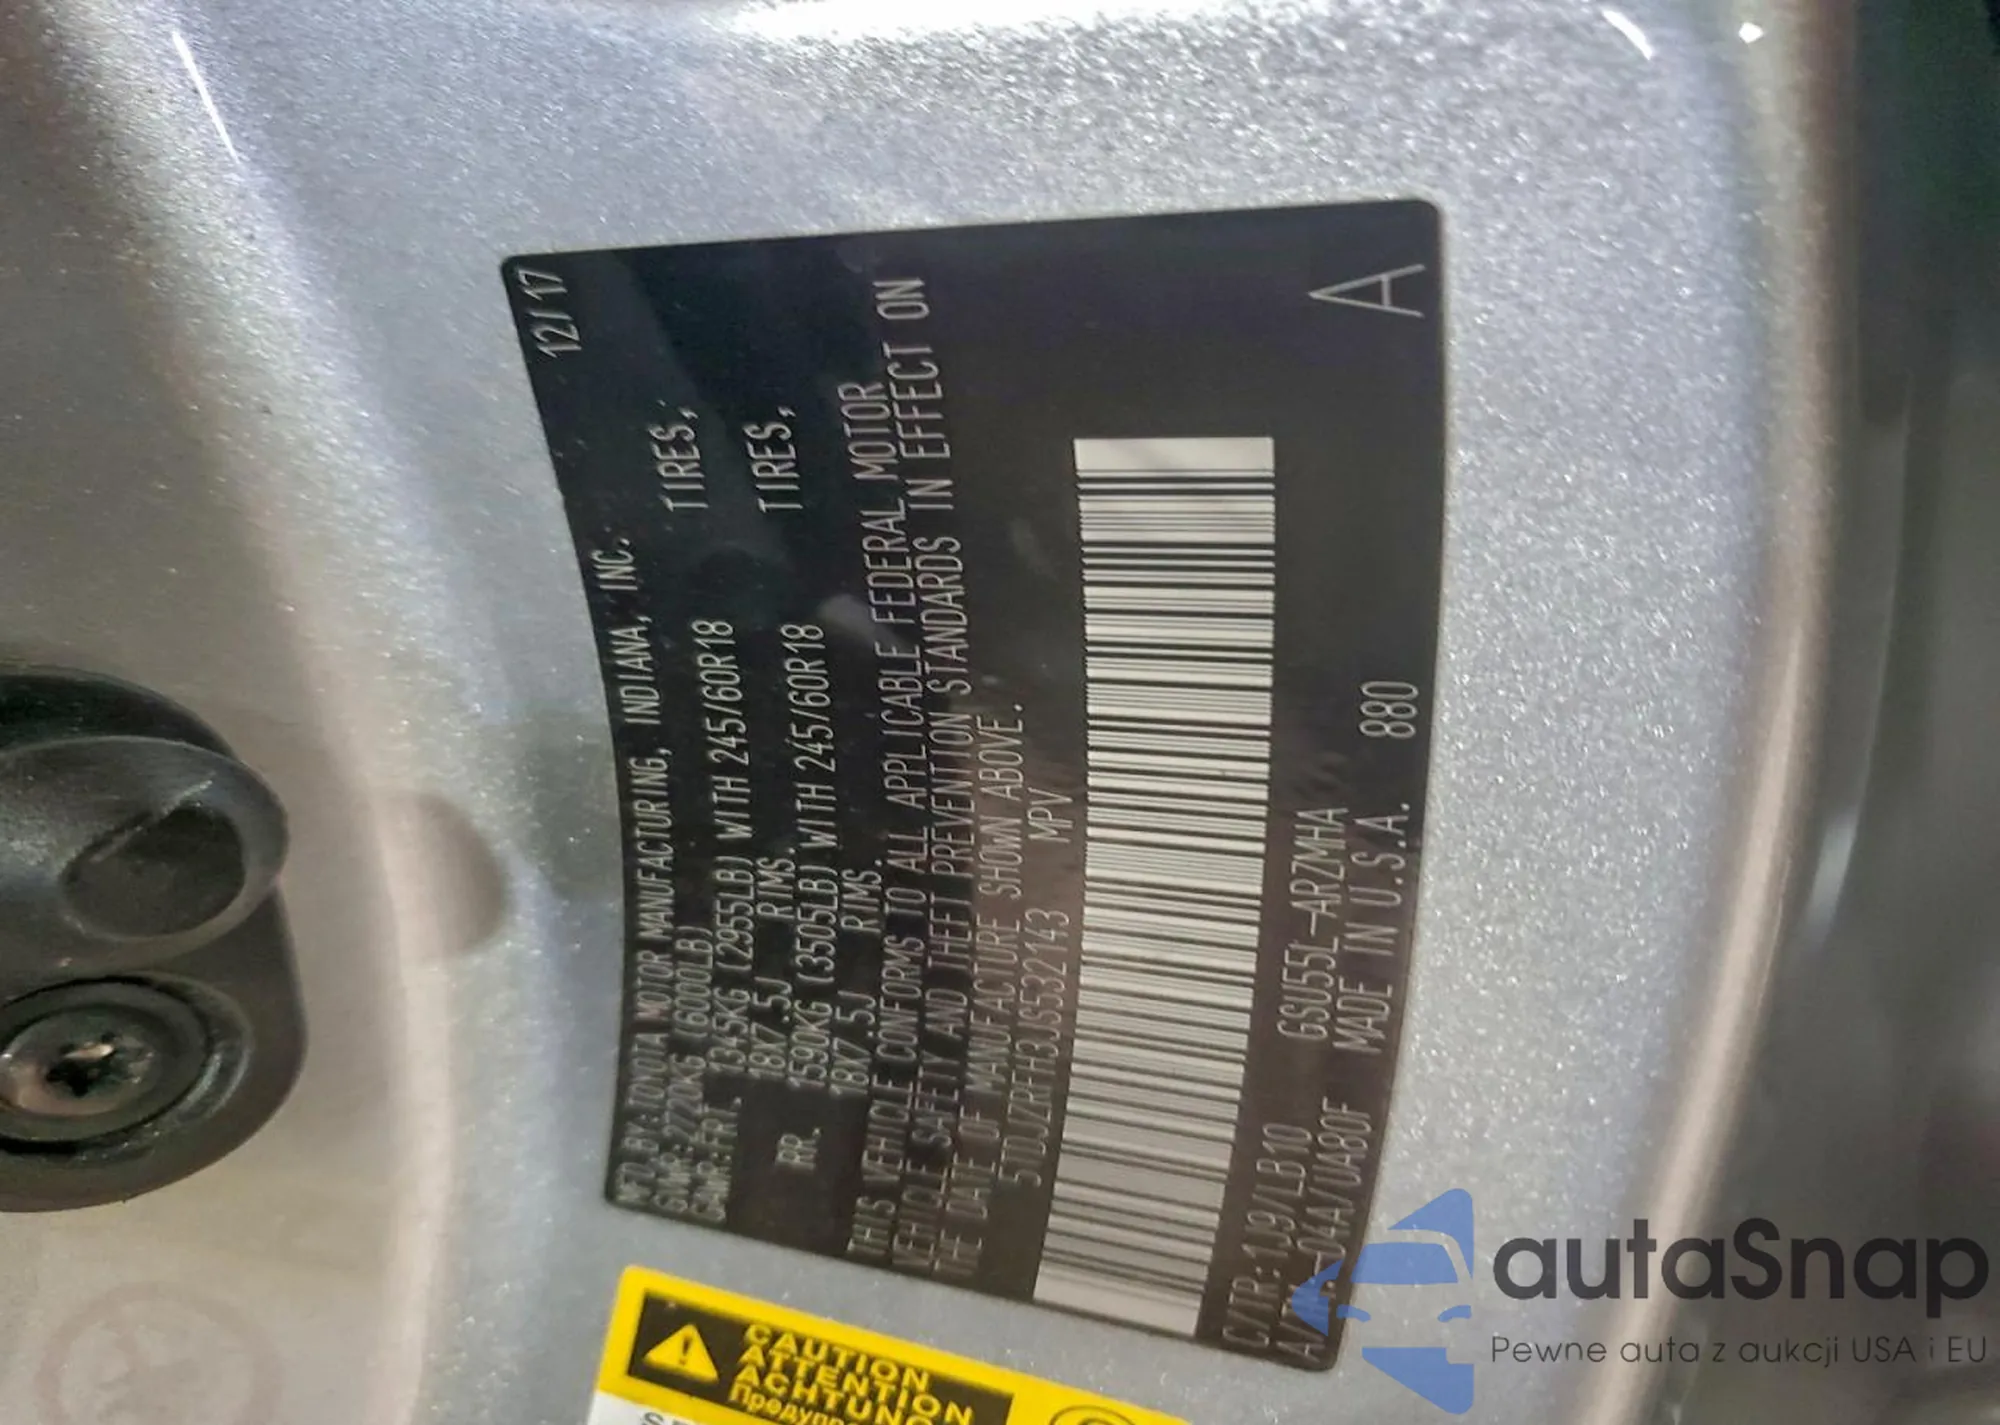 MFD.BY:TOYOTA MOTOR MANUFACTURING, INDIANA, INC. 12/17
GVWR:2720KG (6000LB)
GAWR:FRT. 1345KG (2955LB) WITH 245/60R18 TIRES,
18X7.5J RIMS.
RR. 1590KG (3505LB) WITH 245/60R18 TIRES,
18X7.5J RIMS.
THIS VEHICLE CONFORMS TO ALL APPLICABLE FEDERAL MOTOR
VEHICLE SAFETY AND THEFT PREVENTION STANDARDS IN EFFECT ON
THE DATE OF MANUFACTURE SHOWN ABOVE.
5TDJZRFH3JS532143 MPV
C/TR:1J9/LB10 GSU55L-ARZMHA
-04A/UA80F MADE IN U.S.A. 880
A
CAUTION
ATTENTION
ACHTUNG
autaSnap
Pewne auta z aukcji USA i EU